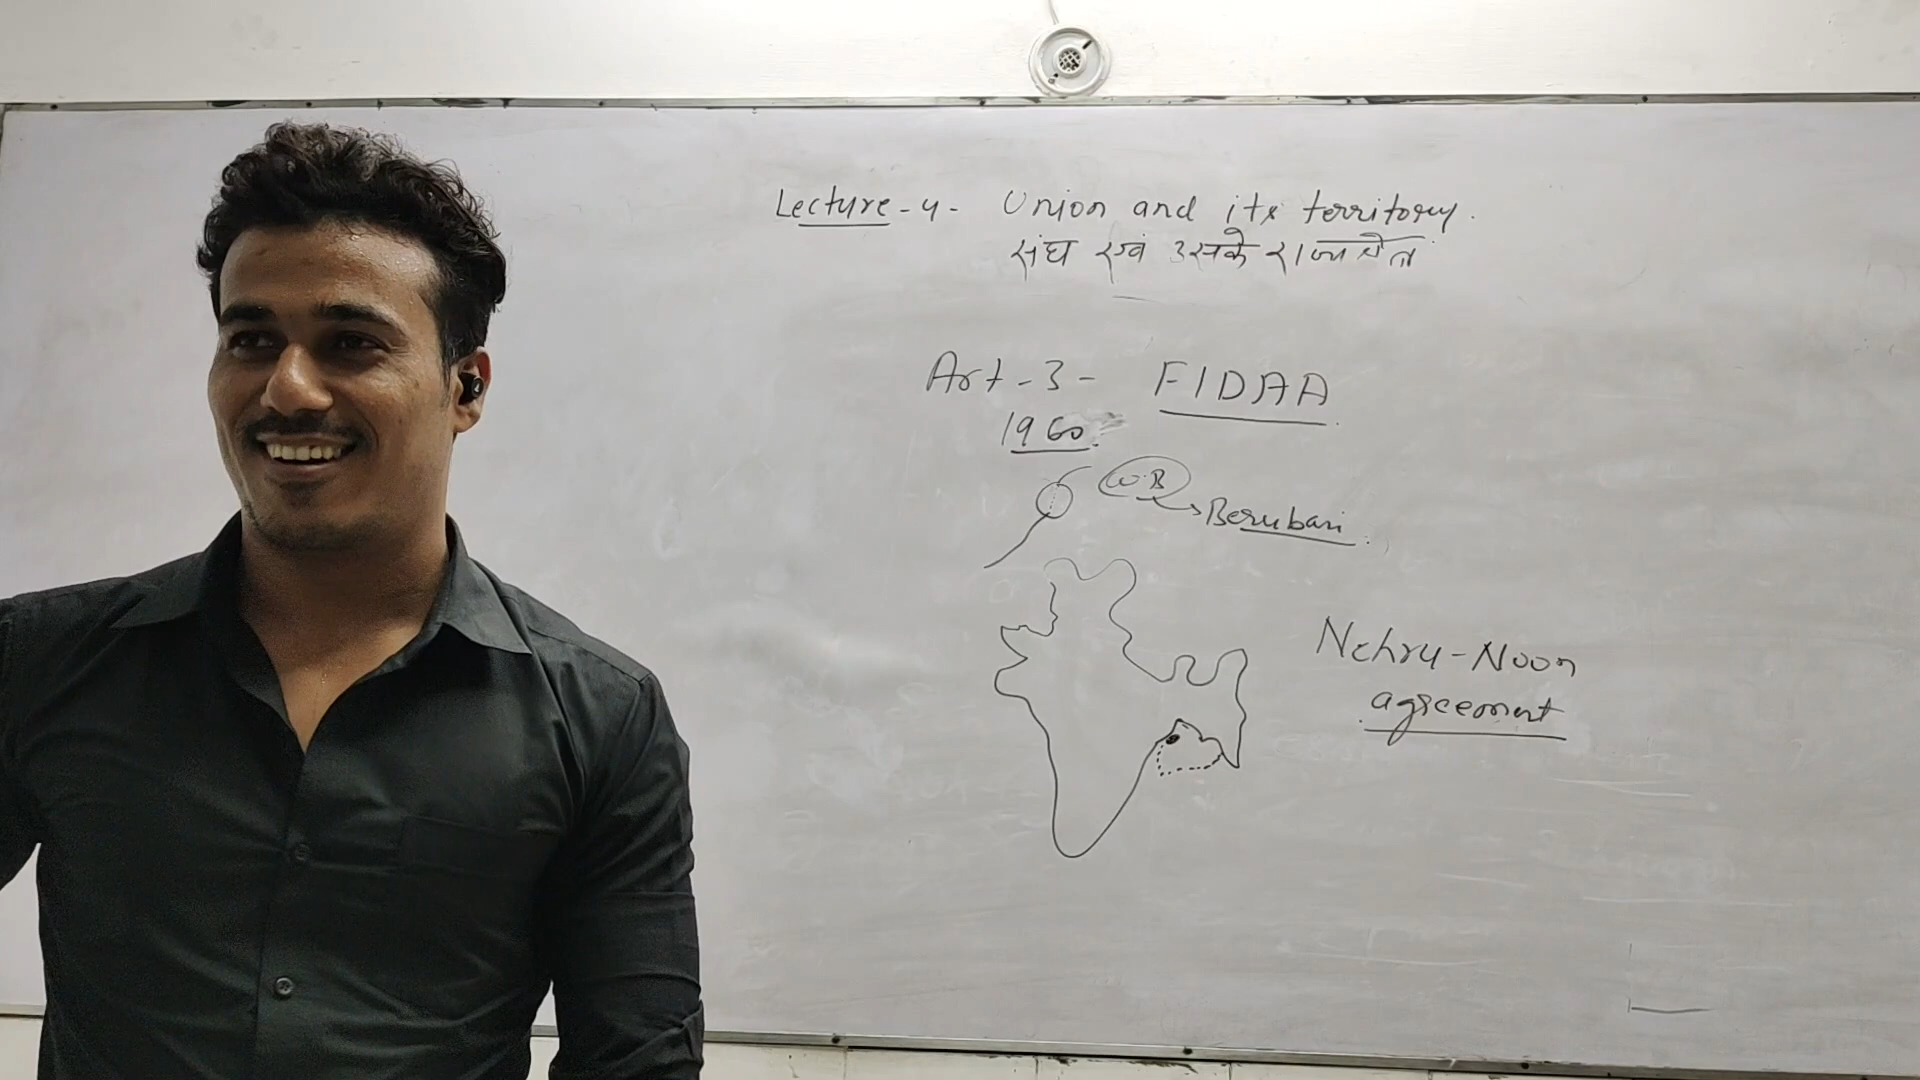 Lecture-4- Union and its territory.
संघ एवं उसके राज्यक्षेत्र
Art-3- FIDAA
1960.
W.B
Berubari.
Nehru-Noon
agreement